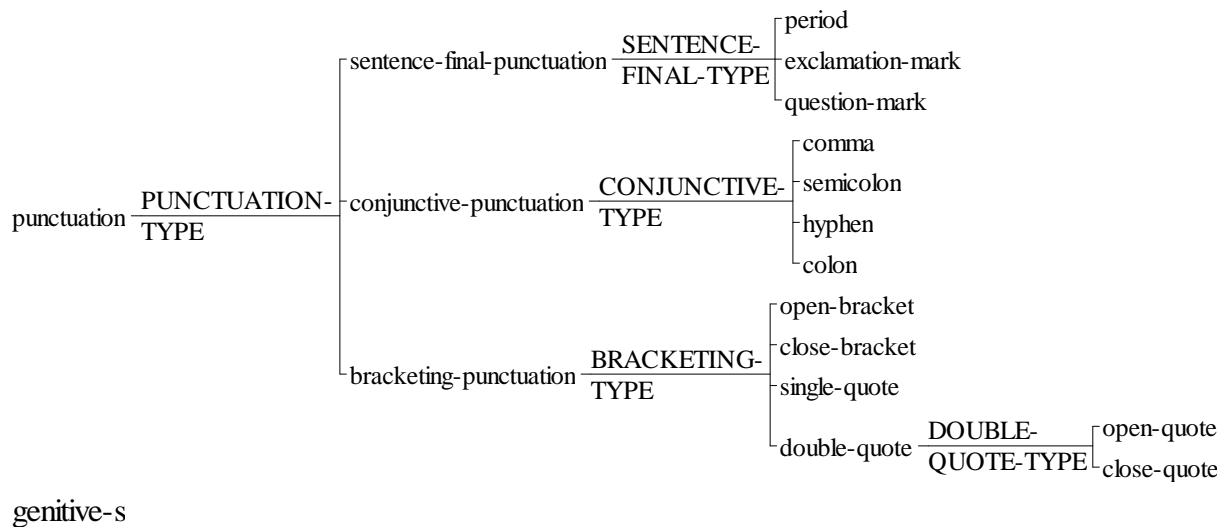 period
sentence-final-punctuation SENTENCE-
FINAL-TYPE exclamation-mark
question-mark
comma
conjunctive-punctuation CONJUNCTIVE-
TYPE semicolon
hyphen
colon
punctuation PUNCTUATION-
TYPE
open-bracket
close-bracket
bracketing-punctuation BRACKETING-
TYPE single-quote
double-quote DOUBLE-
QUOTE-TYPE open-quote
close-quote
genitive-s